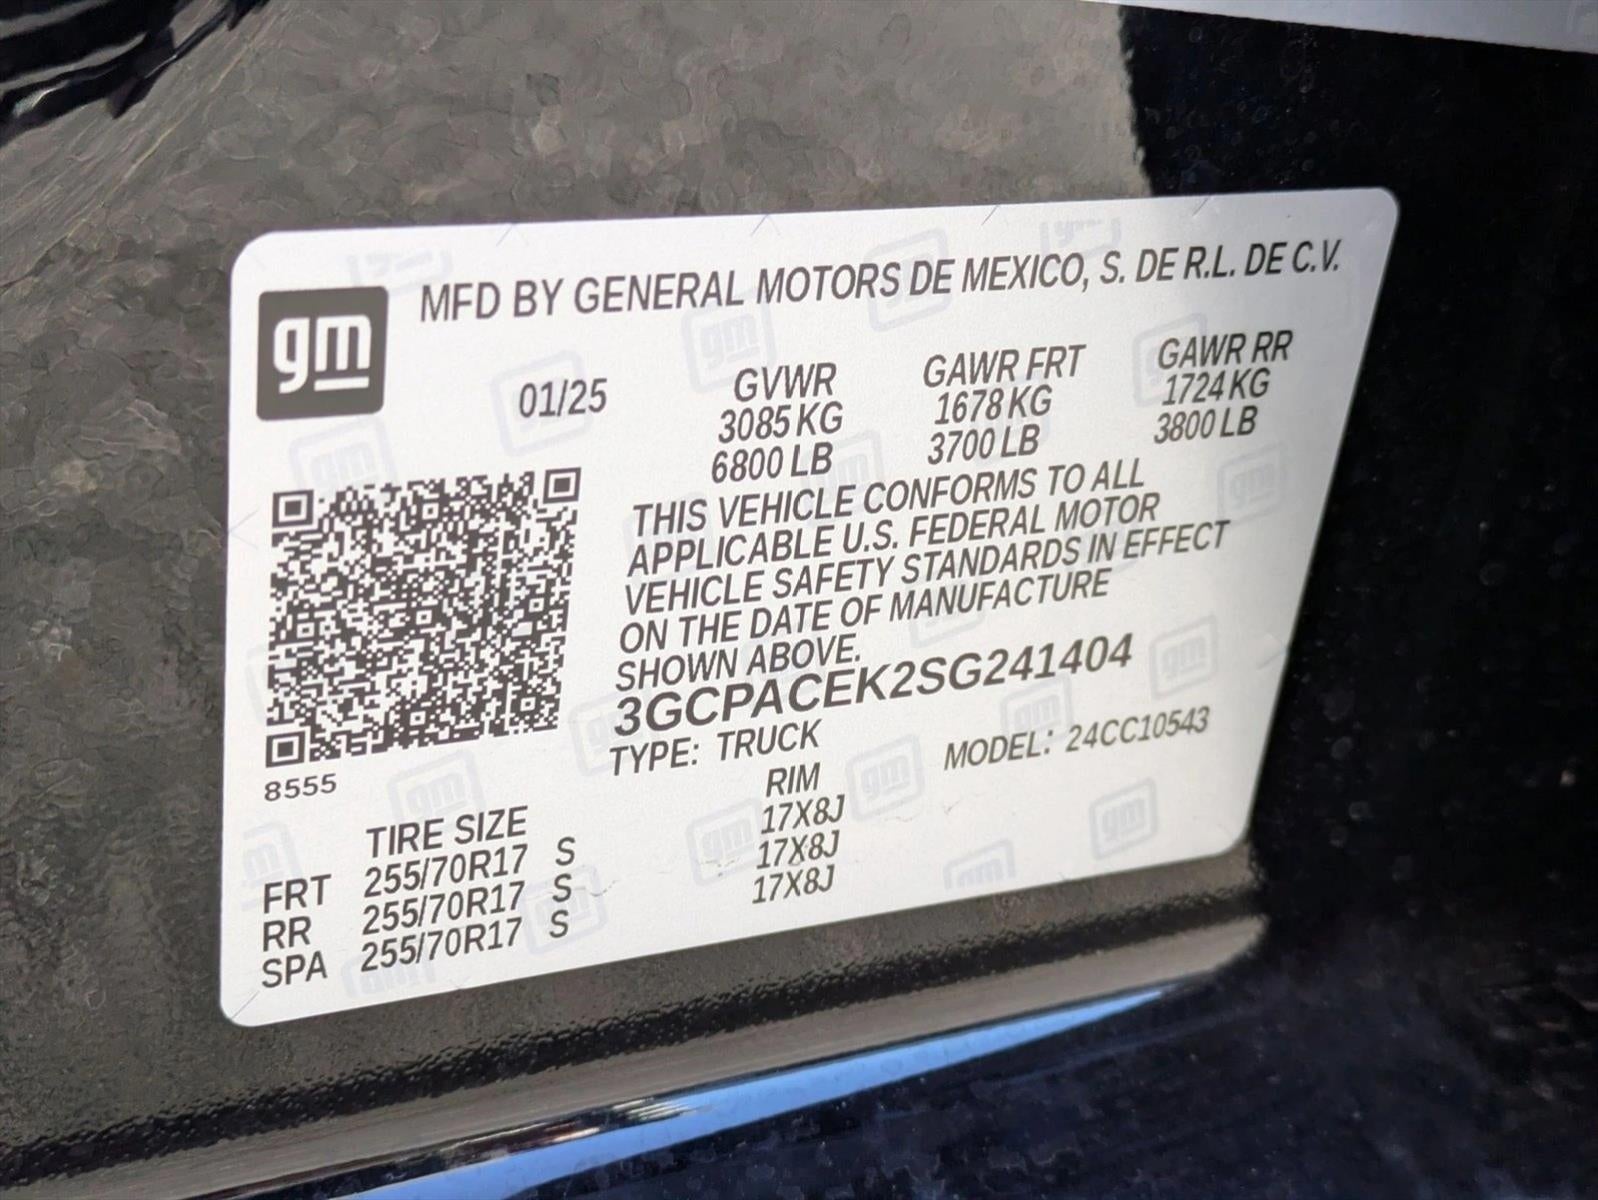 gm
MFD BY GENERAL MOTORS DE MEXICO, S. DE R.L. DE C.V.
01/25
GVWR GAWR FRT GAWR RR
3085 KG 1678 KG 1724 KG
6800 LB 3700 LB 3800 LB
THIS VEHICLE CONFORMS TO ALL
APPLICABLE U.S. FEDERAL MOTOR
VEHICLE SAFETY STANDARDS IN EFFECT
ON THE DATE OF MANUFACTURE
SHOWN ABOVE.
3GCPACEK2SG241404
TYPE: TRUCK MODEL: 24CC10543
8555
TIRE SIZE RIM
FRT 255/70R17 S 17X8J
RR 255/70R17 S 17X8J
SPA 255/70R17 S 17X8J